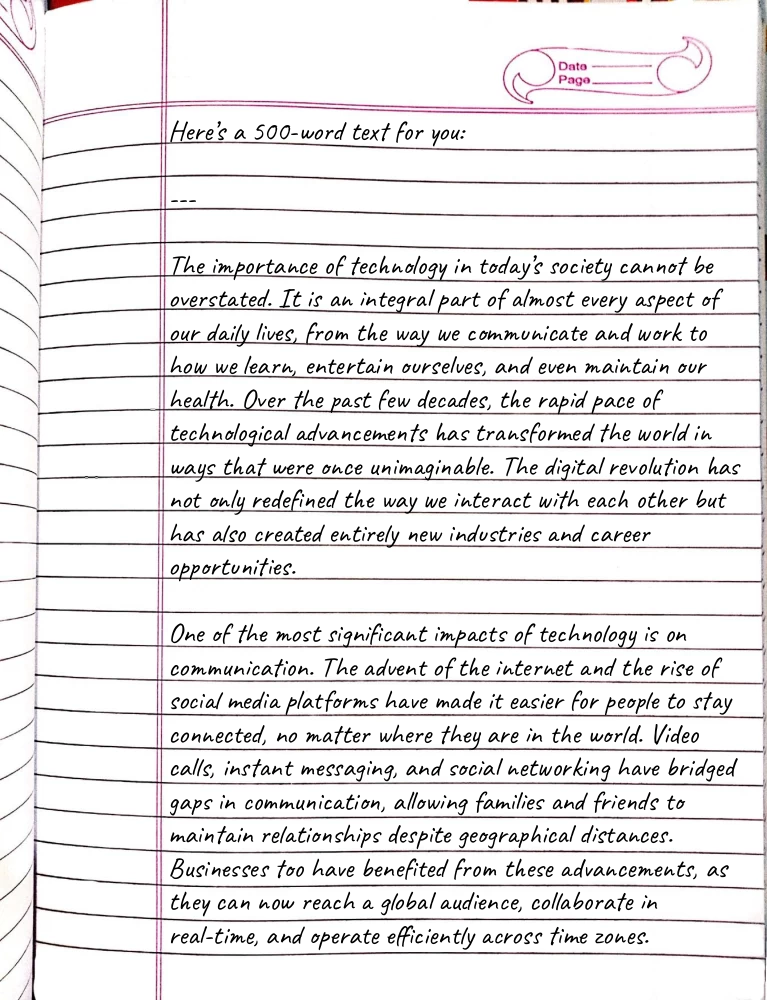 Date
Page
Here's a 500-word text for you:
---
The importance of technology in today's society cannot be
overstated. It is an integral part of almost every aspect of
our daily lives, from the way we communicate and work to
how we learn, entertain ourselves, and even maintain our
health. Over the past few decades, the rapid pace of
technological advancements has transformed the world in
ways that were once unimaginable. The digital revolution has
not only redefined the way we interact with each other but
has also created entirely new industries and career
opportunities.
One of the most significant impacts of technology is on
communication. The advent of the internet and the rise of
social media platforms have made it easier for people to stay
connected, no matter where they are in the world. Video
calls, instant messaging, and social networking have bridged
gaps in communication, allowing families and friends to
maintain relationships despite geographical distances.
Businesses too have benefited from these advancements, as
they can now reach a global audience, collaborate in
real-time, and operate efficiently across time zones.